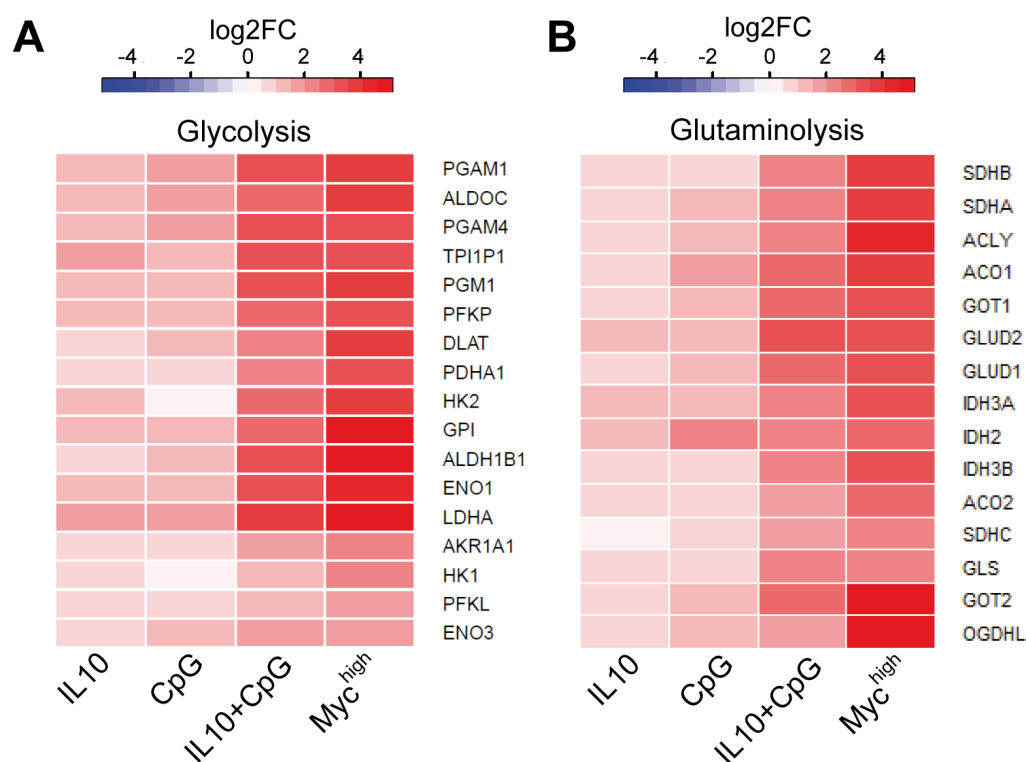 A
log2FC
-4 -2 0 2 4
Glycolysis
PGAM1
ALDOC
PGAM4
TPI1P1
PGM1
PFKP
DLAT
PDHA1
HK2
GPI
ALDH1B1
ENO1
LDHA
AKR1A1
HK1
PFKL
ENO3
IL10 CpG IL10+CpG Myc^high
B
log2FC
-4 -2 0 2 4
Glutaminolysis
SDHB
SDHA
ACLY
ACO1
GOT1
GLUD2
GLUD1
IDH3A
IDH2
IDH3B
ACO2
SDHC
GLS
GOT2
OGDHL
IL10 CpG IL10+CpG Myc^high